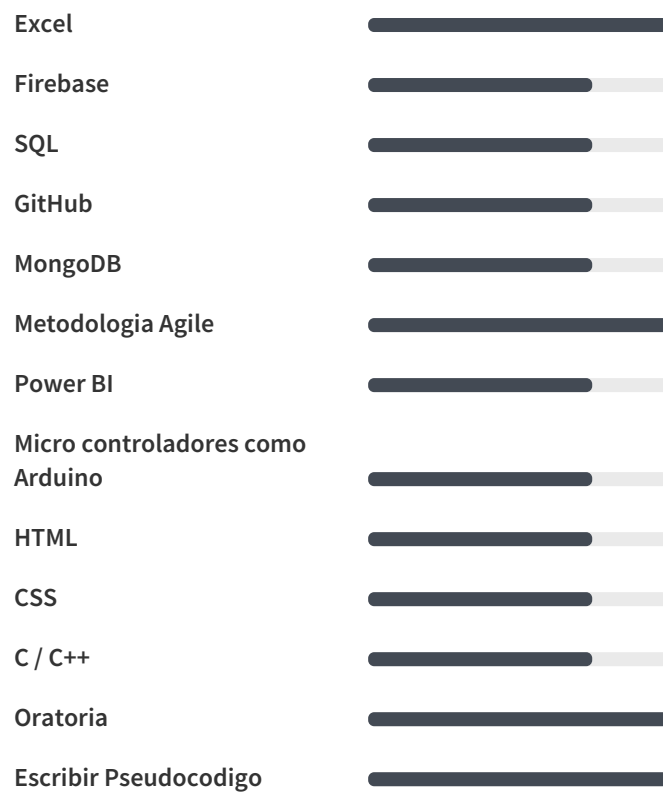 Excel
Firebase
SQL
GitHub
MongoDB
Metodologia Agile
Power BI
Micro controladores como
Arduino
HTML
CSS
C / C++
Oratoria
Escribir Pseudocodigo